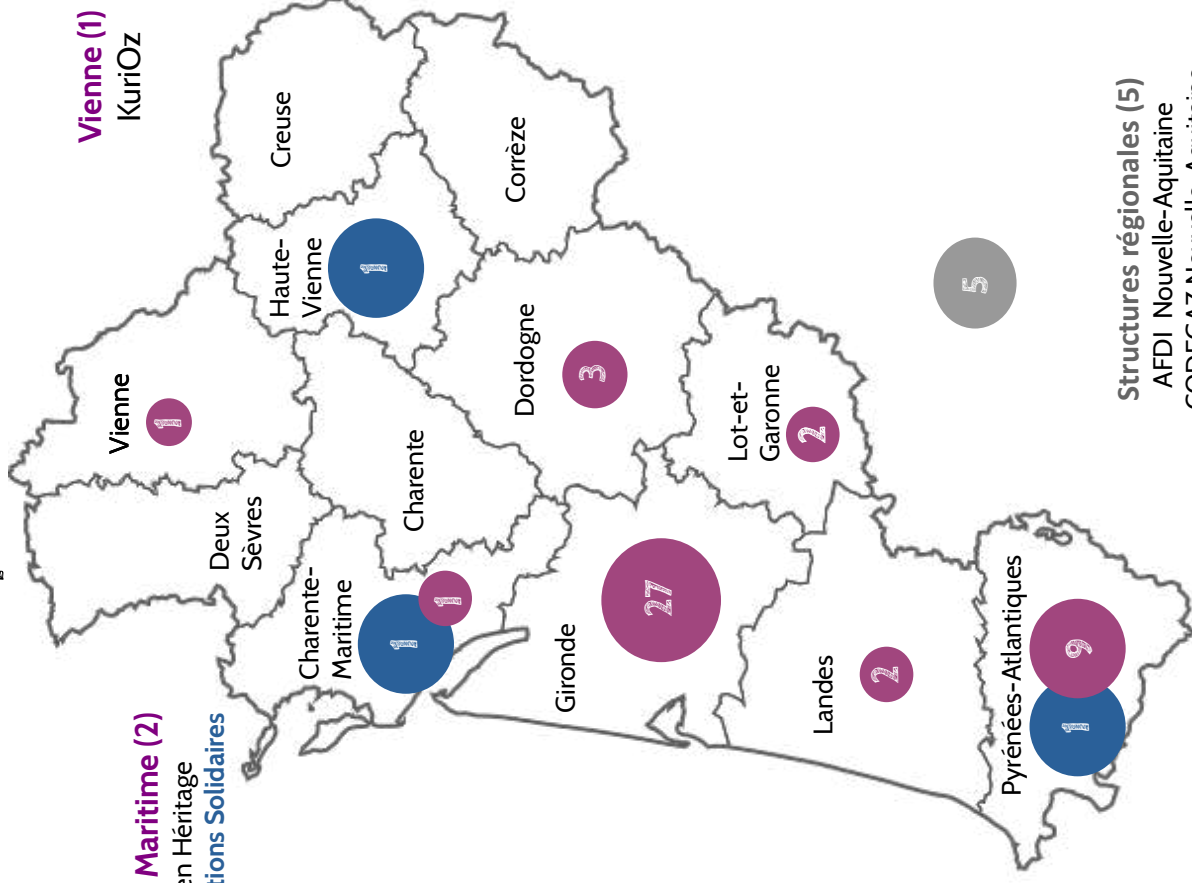 Vienne (1)
KuriOz
Maritime (2)
en Héritage
tions Solidaires
Vienne
1
Deux
Sèvres
Creuse
Haute-
Vienne
1
Charente-
Maritime
1
1
Charente
Corrèze
Dordogne
3
Gironde
27
Lot-et-
Garonne
2
Landes
2
Pyrénées-Atlantiques
1
9
5
Structures régionales (5)
AFDI Nouvelle-Aquitaine